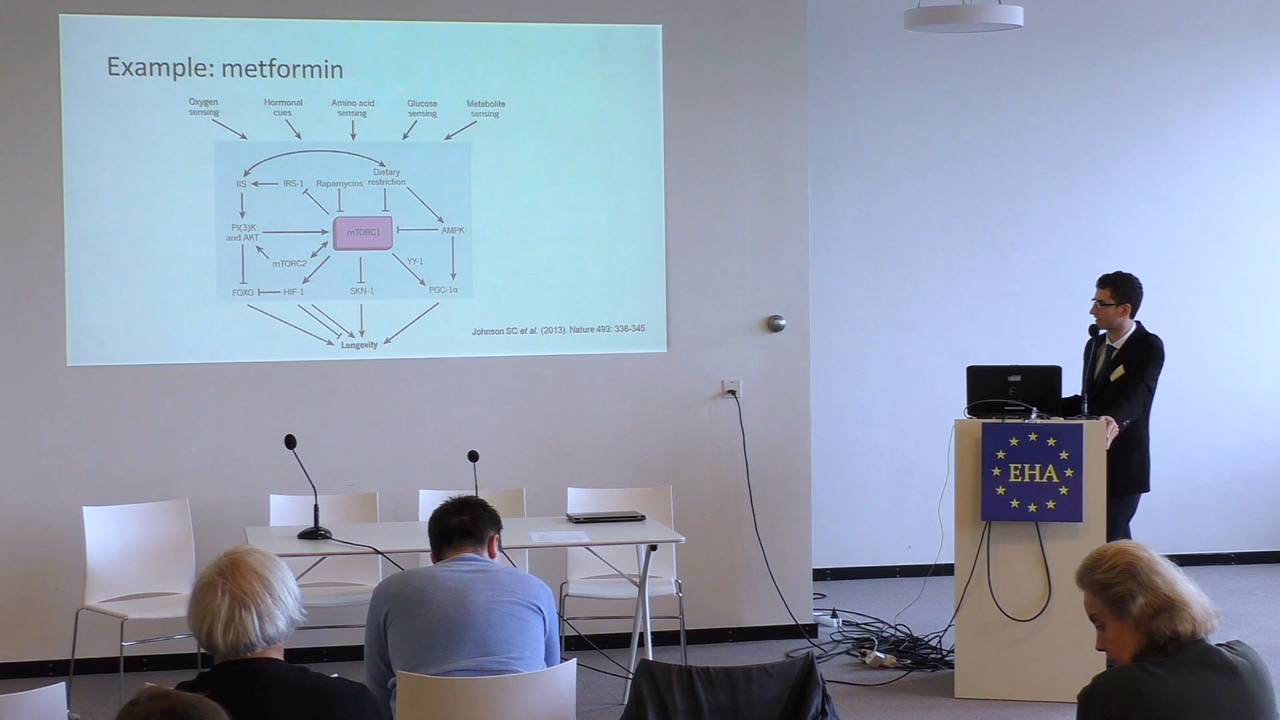 Example: metformin
Oxygen
sensing
Hormonal
cues
Amino acid
sensing
Glucose
sensing
Metabolite
sensing
IIS
IRS-1
Rapamycins
Dietary
restriction
PI(3)K
and AKT
mTORC1
AMPK
mTORC2
YY-1
FOXO
HIF-1
SKN-1
PGC-1α
Longevity
Johnson SC et al. (2013). Nature 493: 338-345
EHA